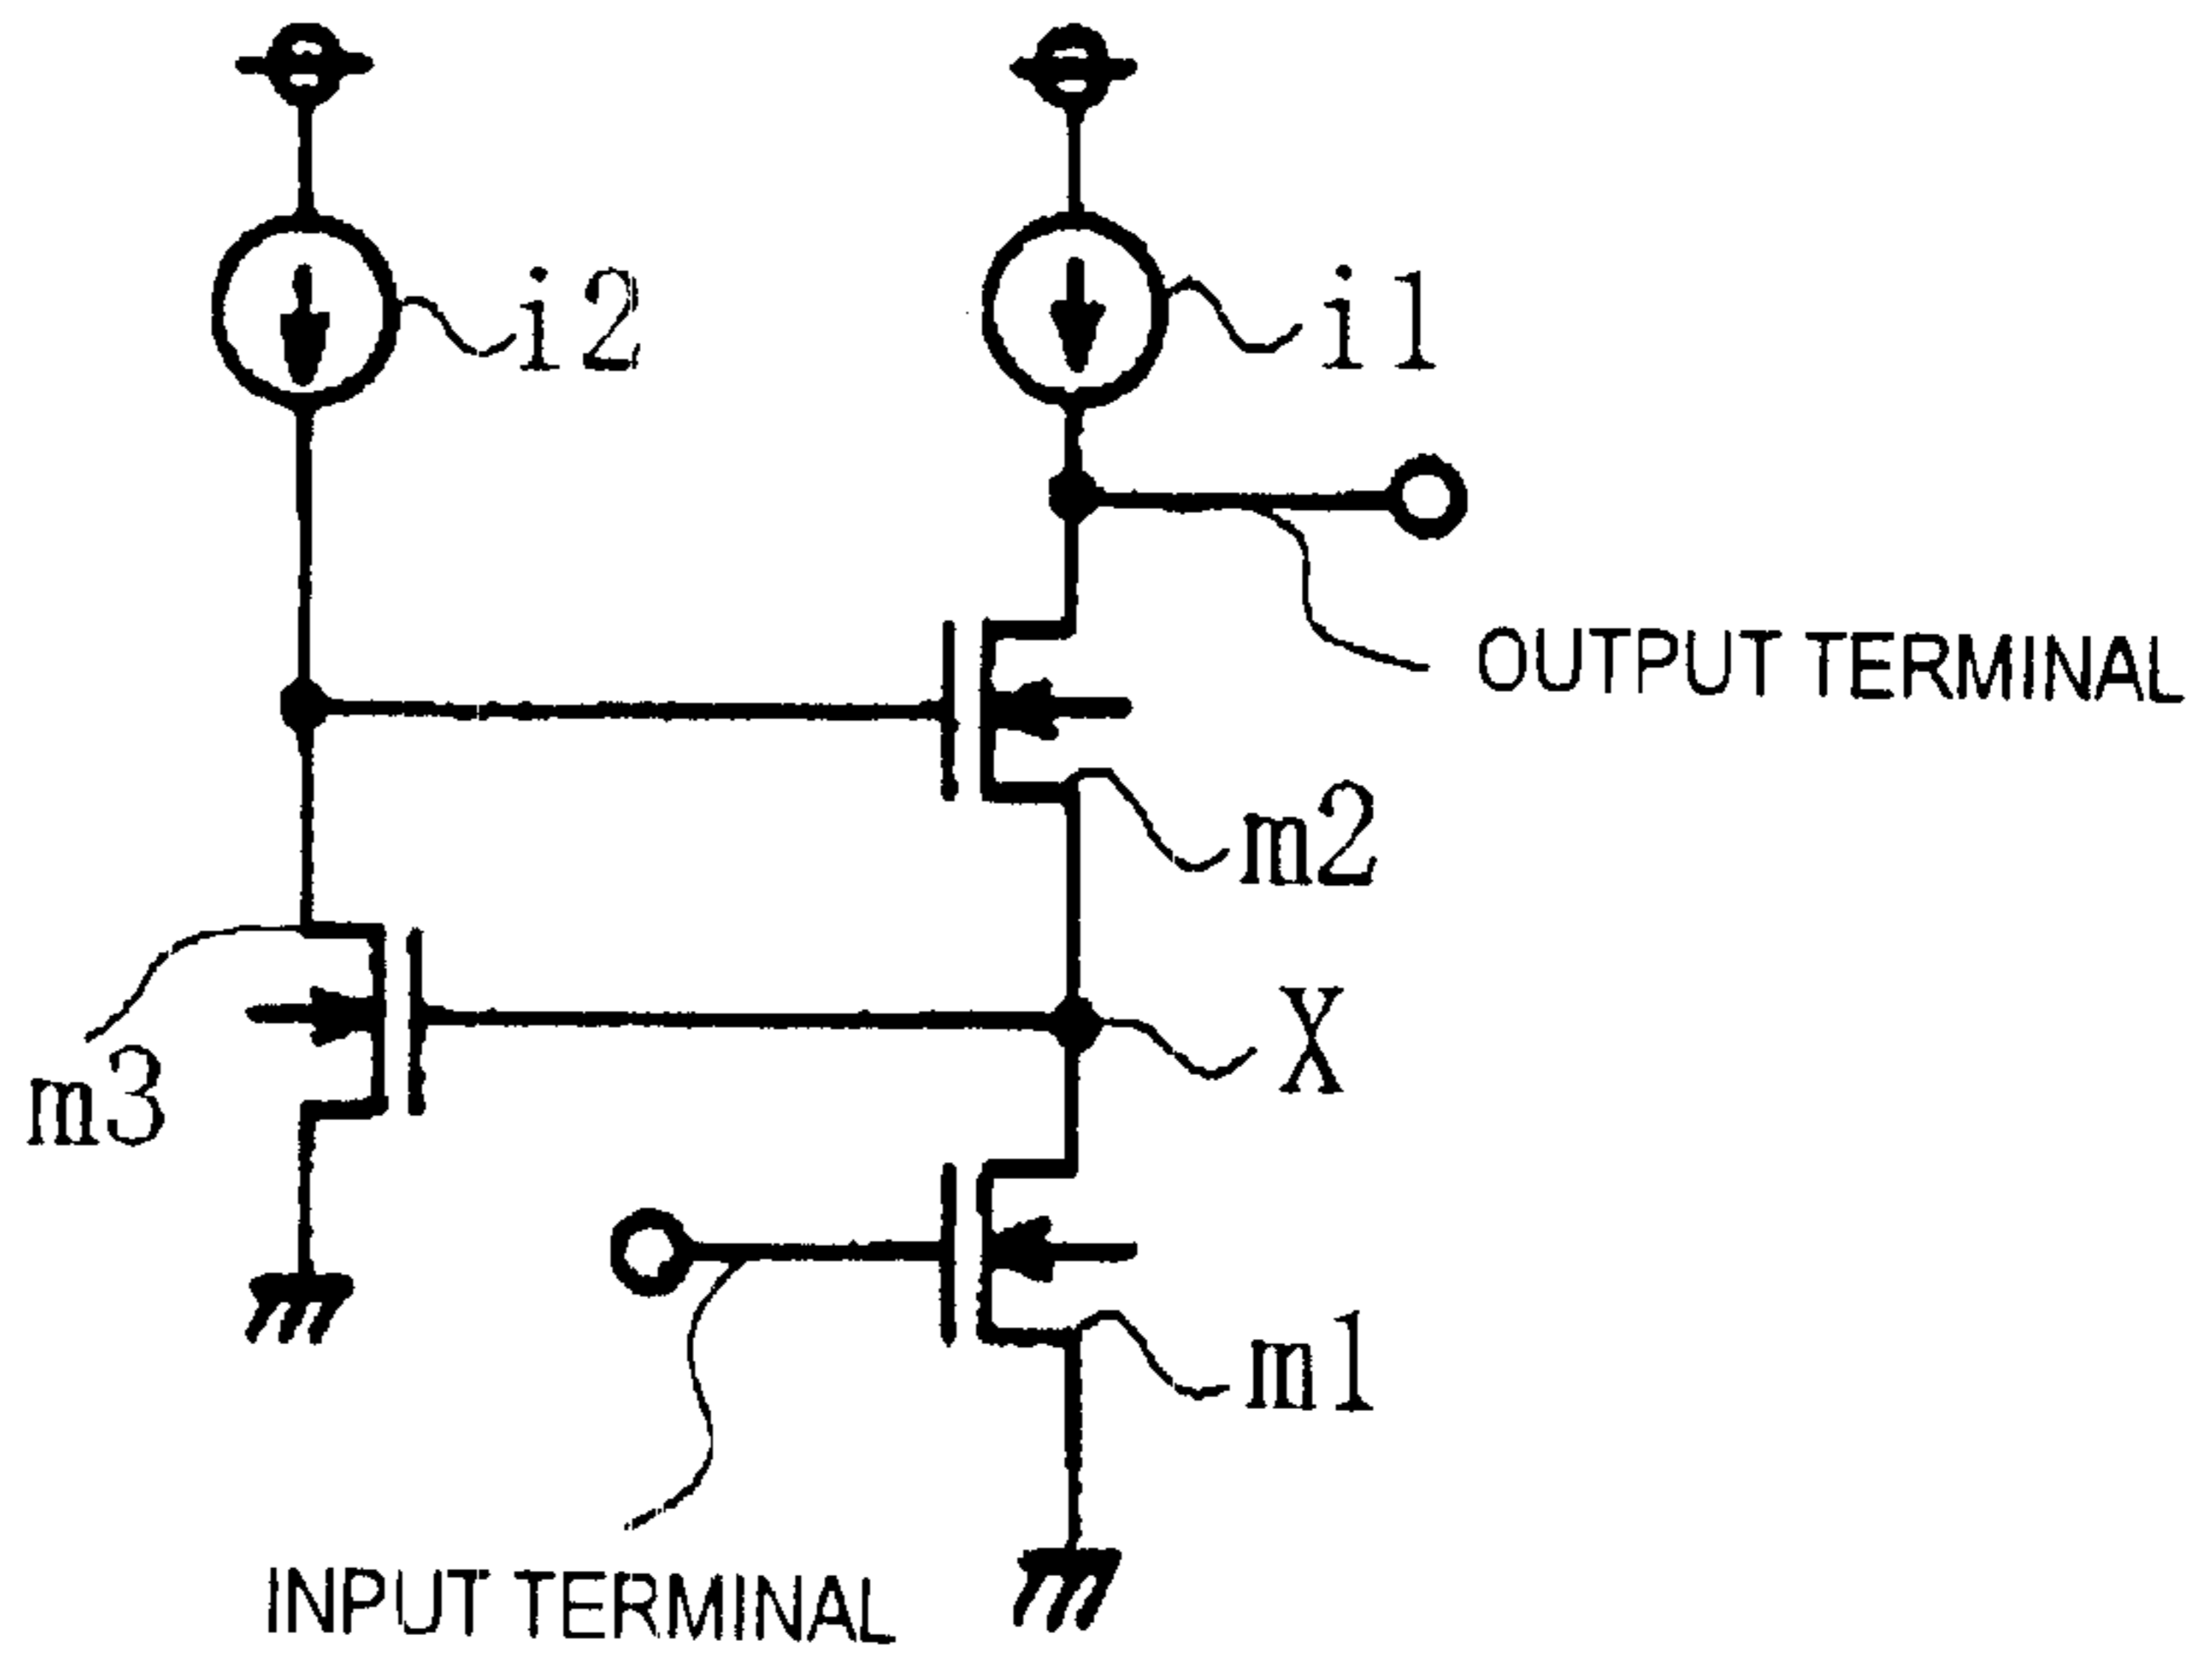 i2
i1
OUTPUT TERMINAL
m2
X
m3
m1
INPUT TERMINAL